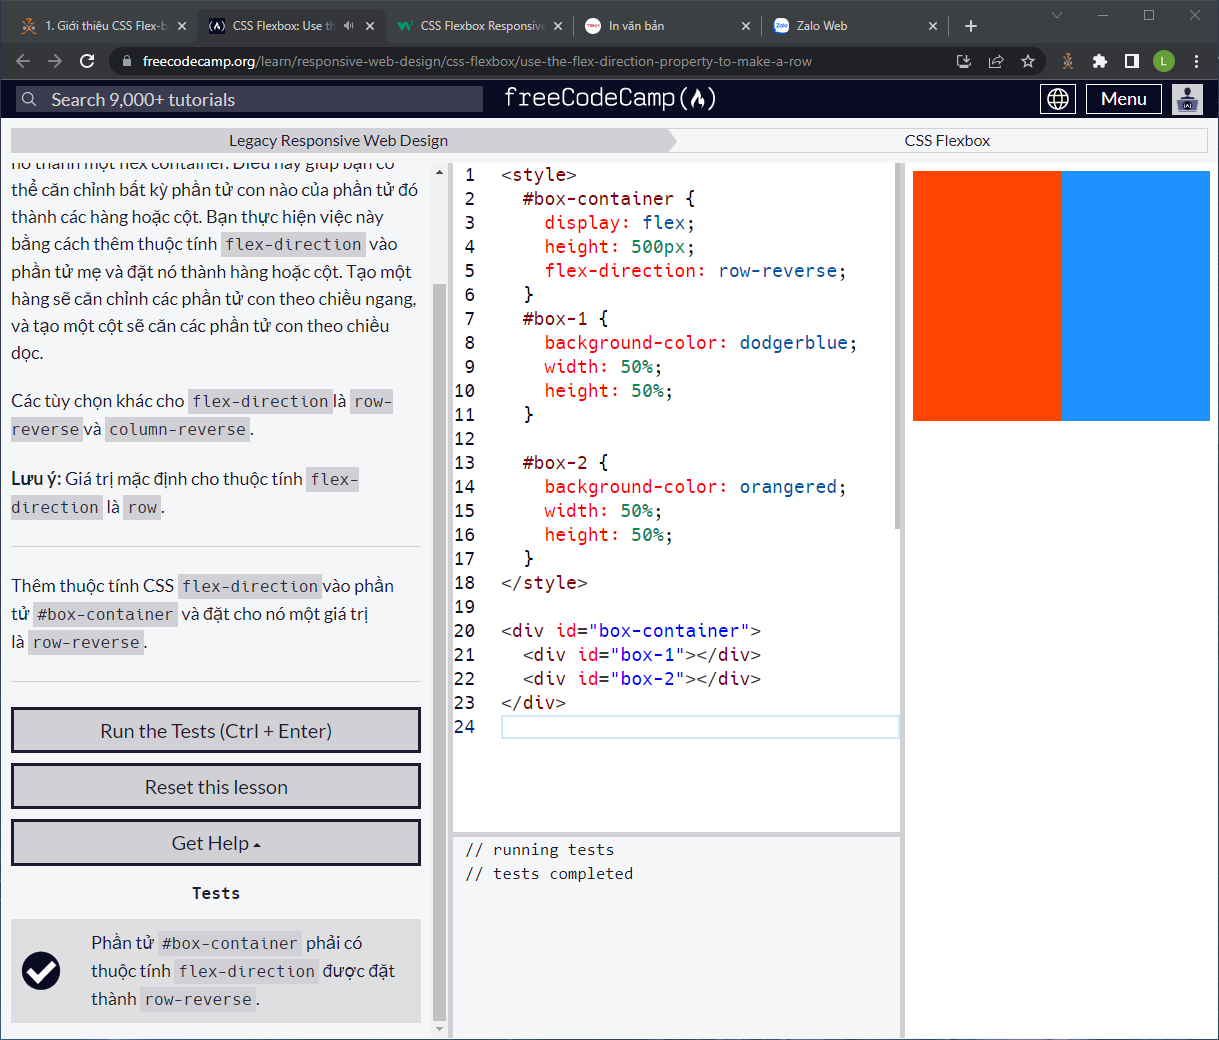 1. Giới thiệu CSS Flex-b
CSS Flexbox: Use th
CSS Flexbox Responsive
In văn bản
Zalo Web
freecodecamp.org/learn/responsive-web-design/css-flexbox/use-the-flex-direction-property-to-make-a-row
L
Search 9,000+ tutorials
freeCodeCamp
Menu
Legacy Responsive Web Design
CSS Flexbox
nó thành một flex container. Điều này giúp bạn có
thể căn chỉnh bất kỳ phần tử con nào của phần tử đó
thành các hàng hoặc cột. Bạn thực hiện việc này
bằng cách thêm thuộc tính flex-direction vào
phần tử mẹ và đặt nó thành hàng hoặc cột. Tạo một
hàng sẽ căn chỉnh các phần tử con theo chiều ngang,
và tạo một cột sẽ căn các phần tử con theo chiều
dọc.
Các tùy chọn khác cho flex-direction là row-
reverse và column-reverse.
Lưu ý: Giá trị mặc định cho thuộc tính flex-
direction là row.
Thêm thuộc tính CSS flex-direction vào phần
tử #box-container và đặt cho nó một giá trị
là row-reverse.
Run the Tests (Ctrl + Enter)
Reset this lesson
Get Help
Tests
Phần tử #box-container phải có
thuộc tính flex-direction được đặt
thành row-reverse.
1 <style>
2 #box-container {
3 display: flex;
4 height: 500px;
5 flex-direction: row-reverse;
6 }
7 #box-1 {
8 background-color: dodgerblue;
9 width: 50%;
10 height: 50%;
11 }
12
13 #box-2 {
14 background-color: orangered;
15 width: 50%;
16 height: 50%;
17 }
18 </style>
19
20 <div id="box-container">
21 <div id="box-1"></div>
22 <div id="box-2"></div>
23 </div>
24
// running tests
// tests completed